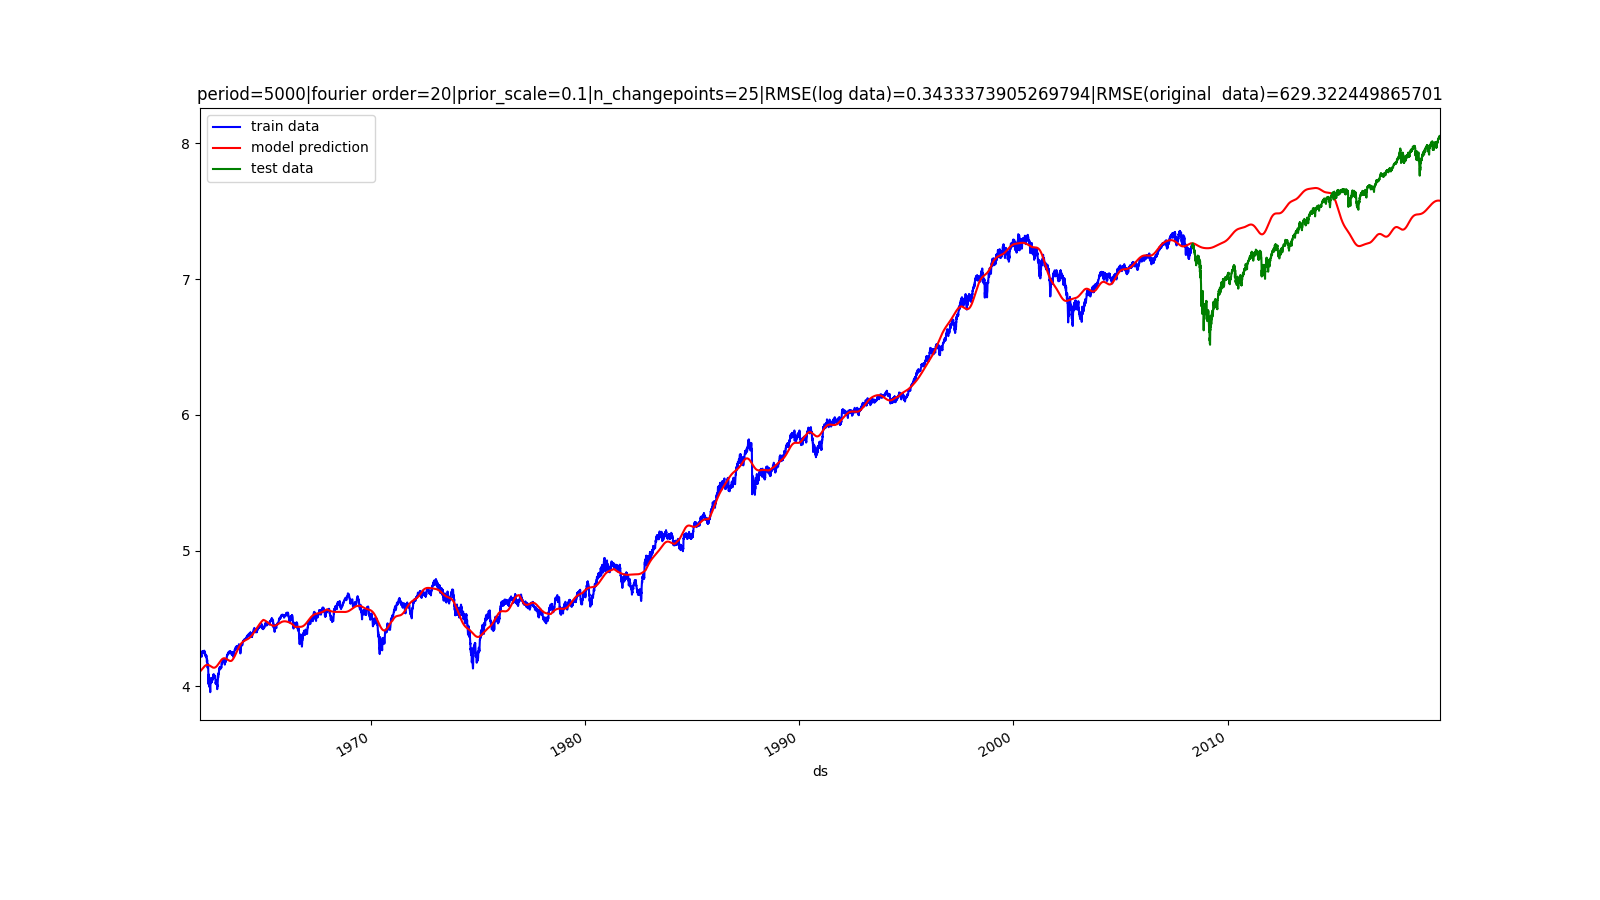 period=5000|fourier order=20|prior_scale=0.1|n_changepoints=25|RMSE(log data)=0.3433373905269794|RMSE(original  data)=629.322449865701
train data
model prediction
test data
8
7
6
5
4
1970
1980
1990
2000
2010
ds